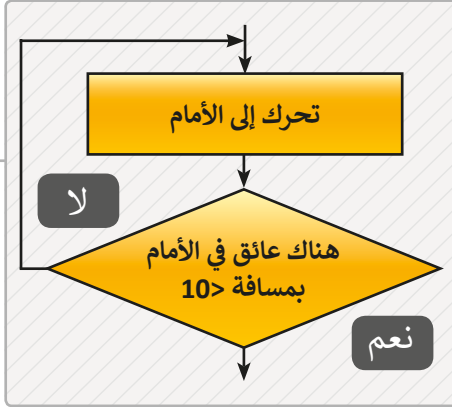 تحرك إلى الأمام
لا
هناك عائق في الأمام
بمسافة <10
نعم